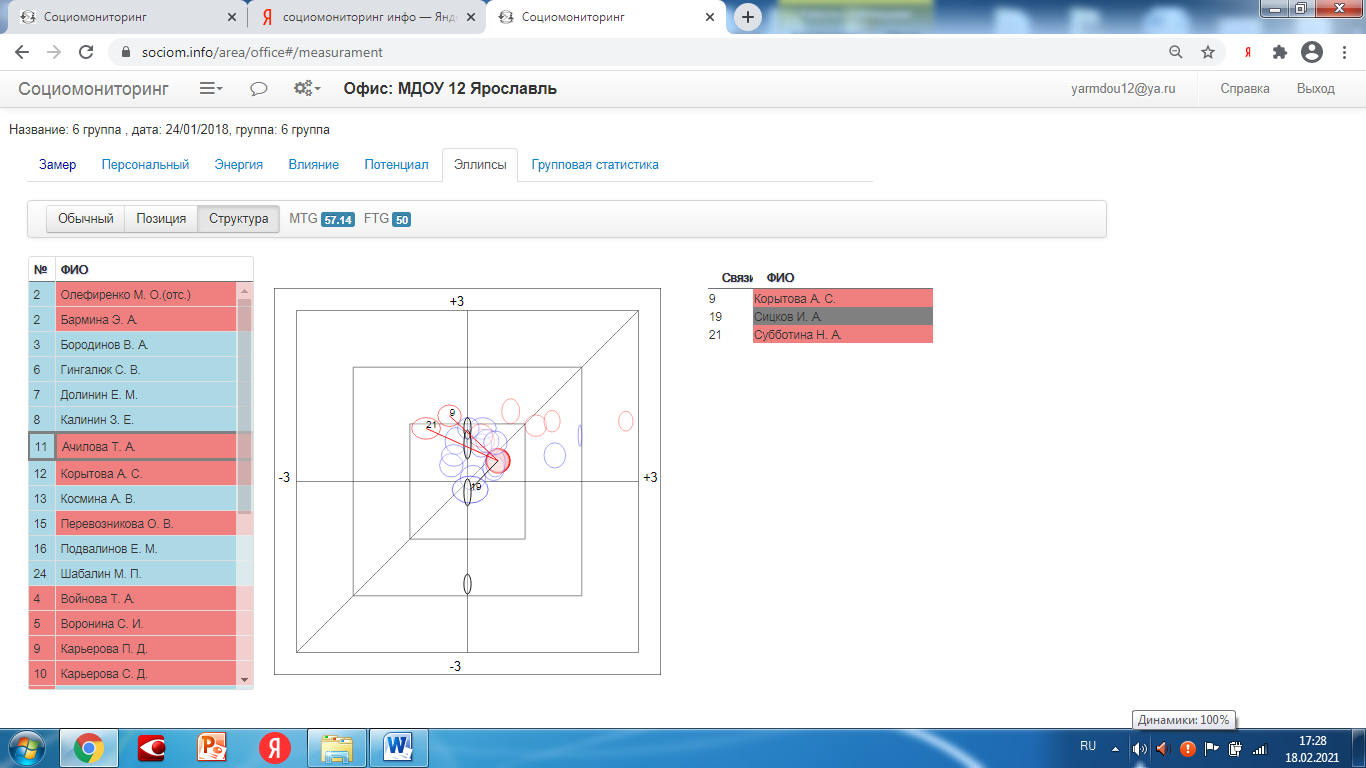 Социомониторинг
социомониторинг инфо — Янд
Социомониторинг
sociom.info/area/office#/measurament
Социомониторинг
Офис: МДОУ 12 Ярославль
yarmdou12@ya.ru
Справка
Выход
Название: 6 группа , дата: 24/01/2018, группа: 6 группа
Замер Персональный Энергия Влияние Потенциал Эллипсы Групповая статистика
Обычный Позиция Структура MTG 57.14 FTG 50
№ ФИО
2 Олефиренко М. О.(отс.)
2 Бармина Э. А.
3 Бородинов В. А.
6 Гингалюк С. В.
7 Долинин Е. М.
8 Калинин З. Е.
11 Ачилова Т. А.
12 Корытова А. С.
13 Космина А. В.
15 Перевозникова О. В.
16 Подвалинов Е. М.
24 Шабалин М. П.
4 Войнова Т. А.
5 Воронина С. И.
9 Карьерова П. Д.
10 Карьерова С. Д.
+3
9
21
-3
+3
19
-3
Связи ФИО
9 Корытова А. С.
19 Сицков И. А.
21 Субботина Н. А.
Динамики: 100%
RU
17:28
18.02.2021